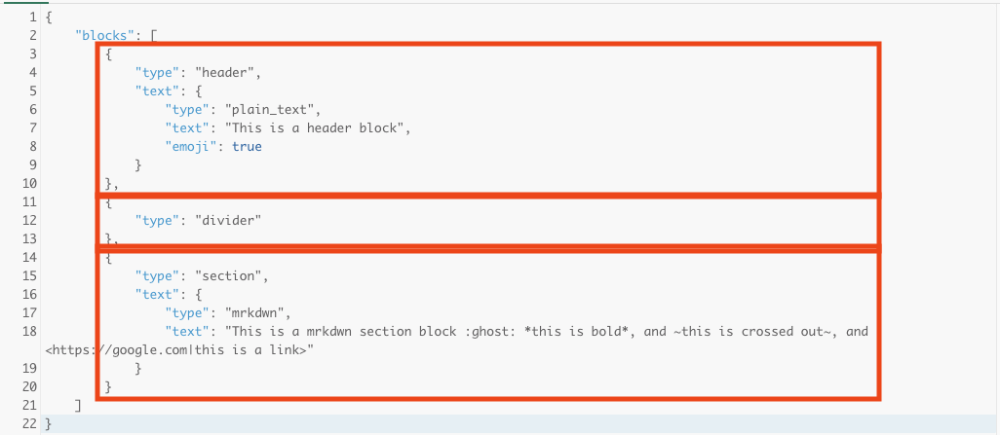 1 {
2 "blocks": [
3 {
4 "type": "header",
5 "text": {
6 "type": "plain_text",
7 "text": "This is a header block",
8 "emoji": true
9 }
10 },
11 {
12 "type": "divider"
13 },
14 {
15 "type": "section",
16 "text": {
17 "type": "mrkdwn",
18 "text": "This is a mrkdwn section block :ghost: *this is bold*, and ~this is crossed out~, and
<https://google.com|this is a link>"
19 }
20 }
21 ]
22 }